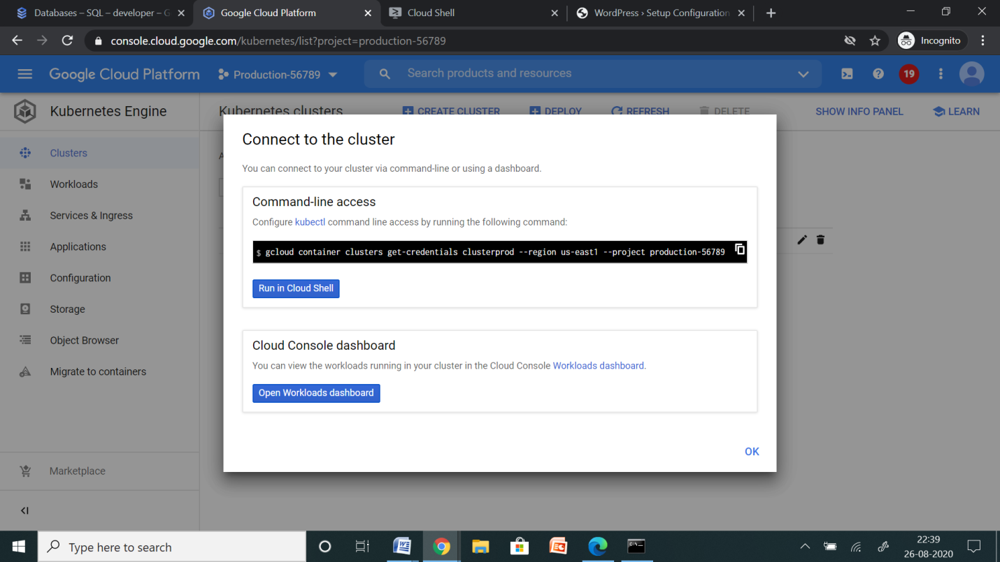 Databases – SQL – developer – G
Google Cloud Platform
Cloud Shell
WordPress › Setup Configuration
console.cloud.google.com/kubernetes/list?project=production-56789
Incognito
Google Cloud Platform
Production-56789
Search products and resources
19
Kubernetes Engine
Kubernetes clusters
CREATE CLUSTER
DEPLOY
REFRESH
DELETE
SHOW INFO PANEL
LEARN
Clusters
Workloads
Services & Ingress
Applications
Configuration
Storage
Object Browser
Migrate to containers
Marketplace
Connect to the cluster
You can connect to your cluster via command-line or using a dashboard.
Command-line access
Configure kubectl command line access by running the following command:
$ gcloud container clusters get-credentials clusterprod --region us-east1 --project production-56789
Run in Cloud Shell
Cloud Console dashboard
You can view the workloads running in your cluster in the Cloud Console Workloads dashboard.
Open Workloads dashboard
OK
Type here to search
22:39
26-08-2020